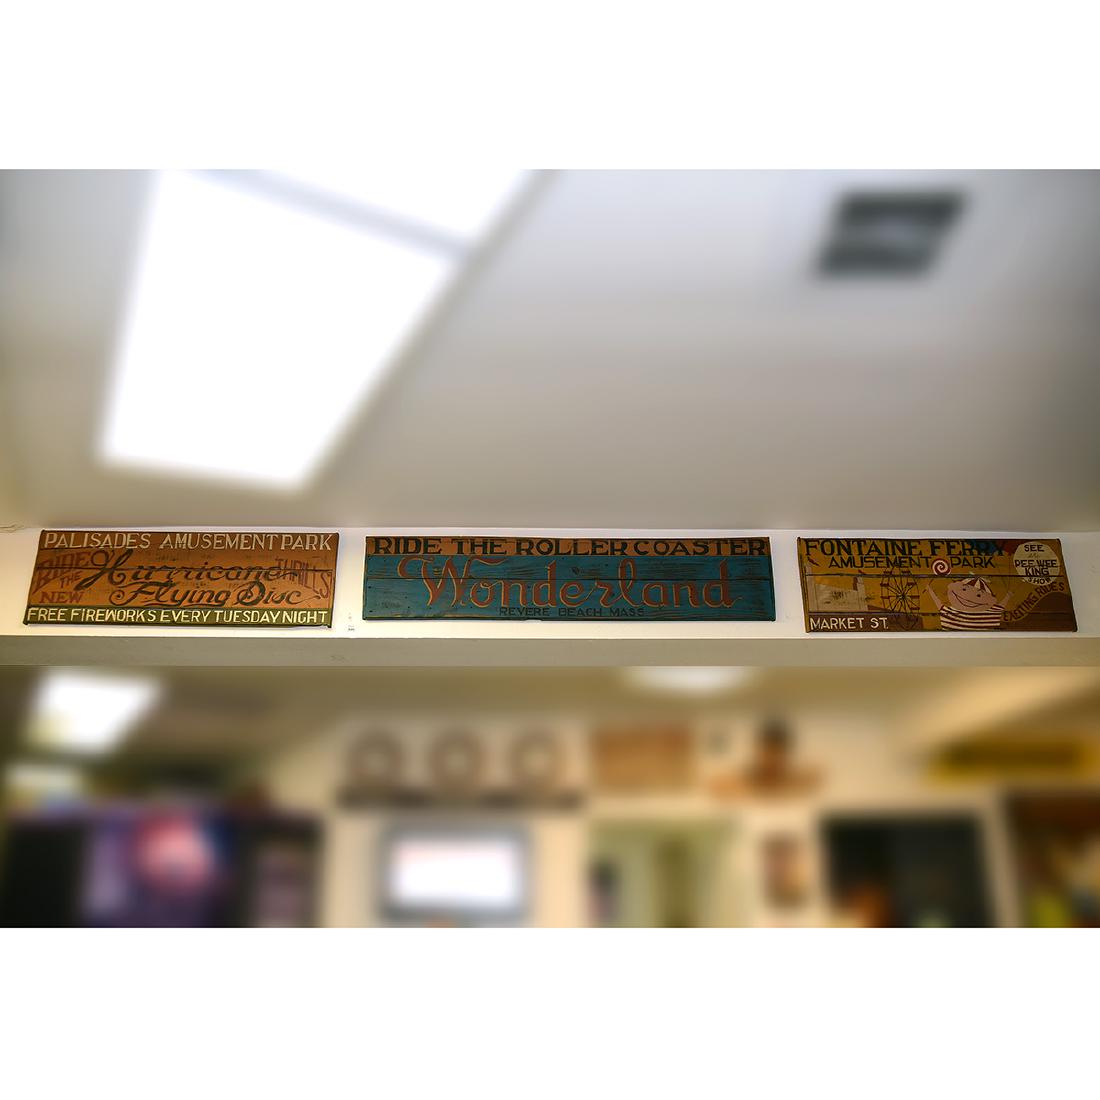 PALISADES AMUSEMENT PARK
RIDE THE NEW
Hurricane
Flying Disc
THRILLS
FREE FIREWORKS EVERY TUESDAY NIGHT
RIDE THE ROLLER COASTER
Wonderland
REVERE BEACH MASS
FONTAINE FERRY
AMUSEMENT PARK
SEE
PEE WEE
KING
SHOW
EXCITING RIDES
MARKET ST.